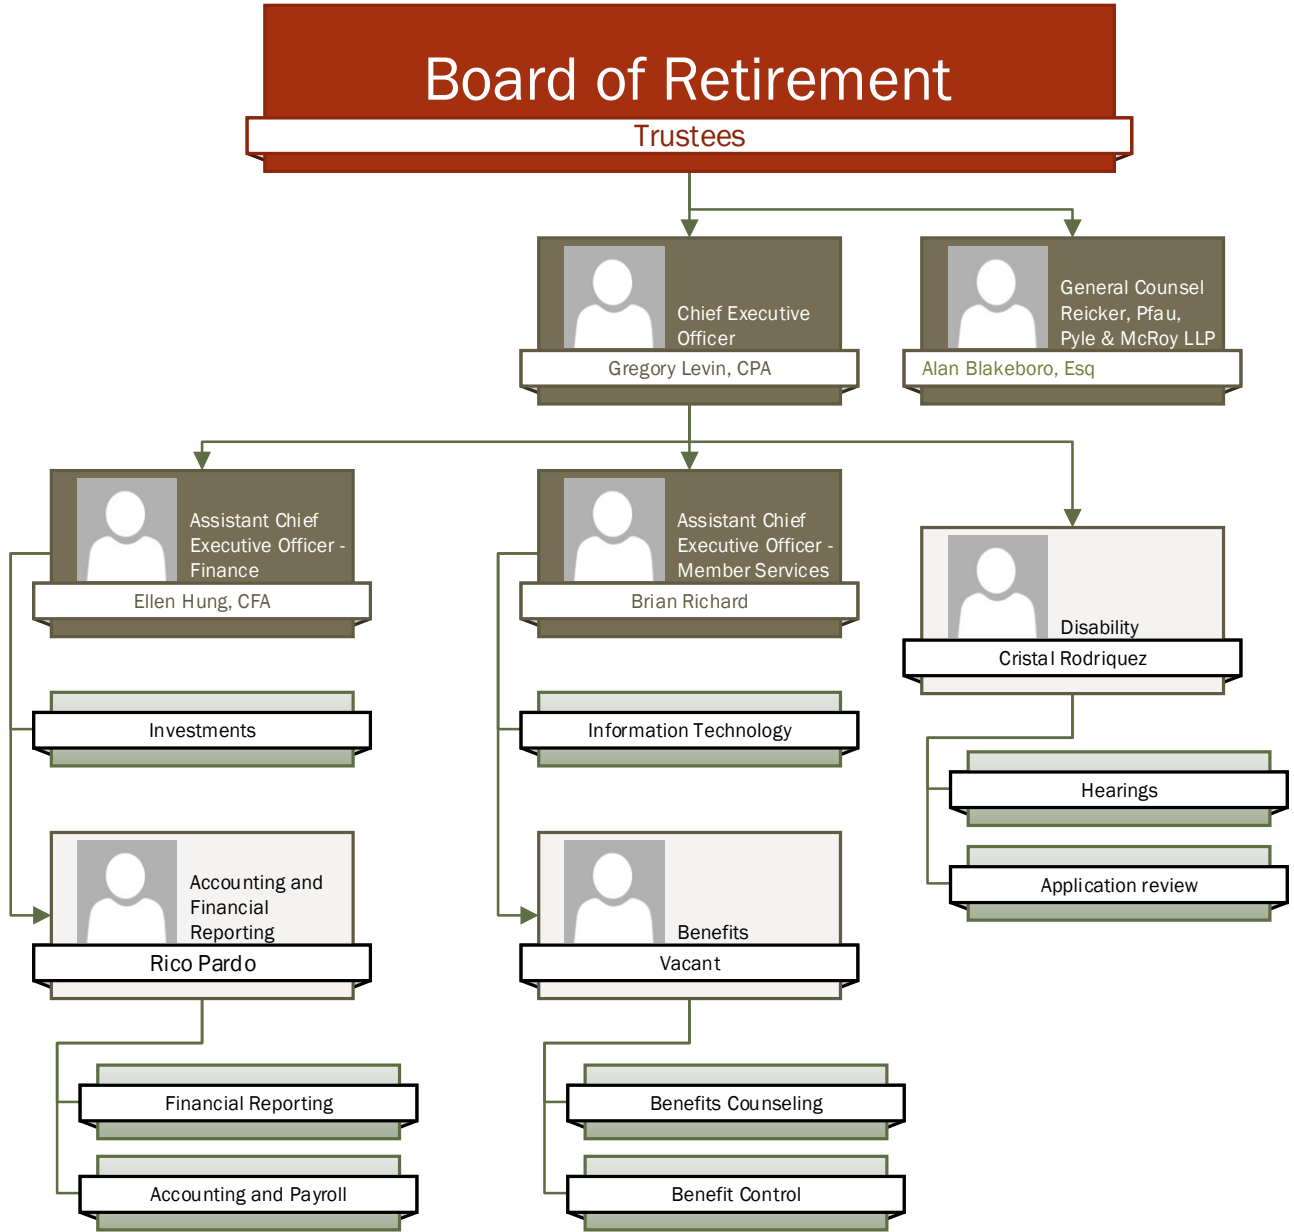 Board of Retirement
Trustees
Chief Executive
Officer
Gregory Levin, CPA
General Counsel
Reicker, Pfau,
Pyle & McRoy LLP
Alan Blakeboro, Esq
Assistant Chief
Executive Officer -
Finance
Ellen Hung, CFA
Assistant Chief
Executive Officer -
Member Services
Brian Richard
Disability
Cristal Rodriquez
Investments
Information Technology
Hearings
Application review
Accounting and
Financial
Reporting
Rico Pardo
Benefits
Vacant
Financial Reporting
Accounting and Payroll
Benefits Counseling
Benefit Control